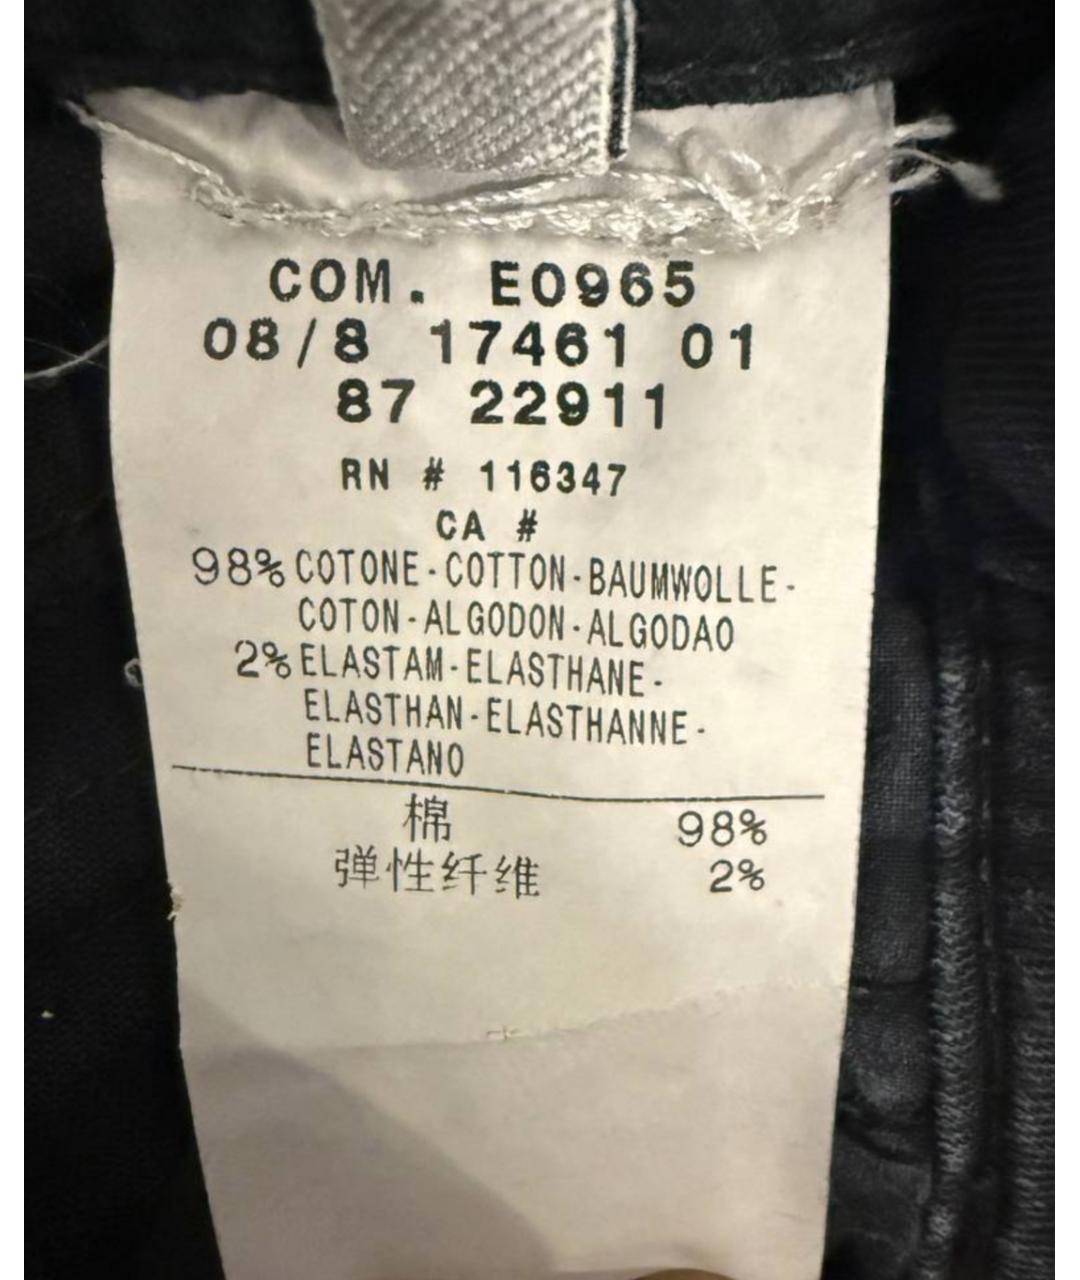 COM. E0965
08/8 17461 01
87 22911
RN # 116347
CA #
98% COTONE-COTTON-BAUMWOLLE-
COTON-ALGODON-ALGODAO
2% ELASTAM-ELASTHANE-
ELASTHAN-ELASTHANNE-
ELASTANO
棉 98%
弹性纤维 2%